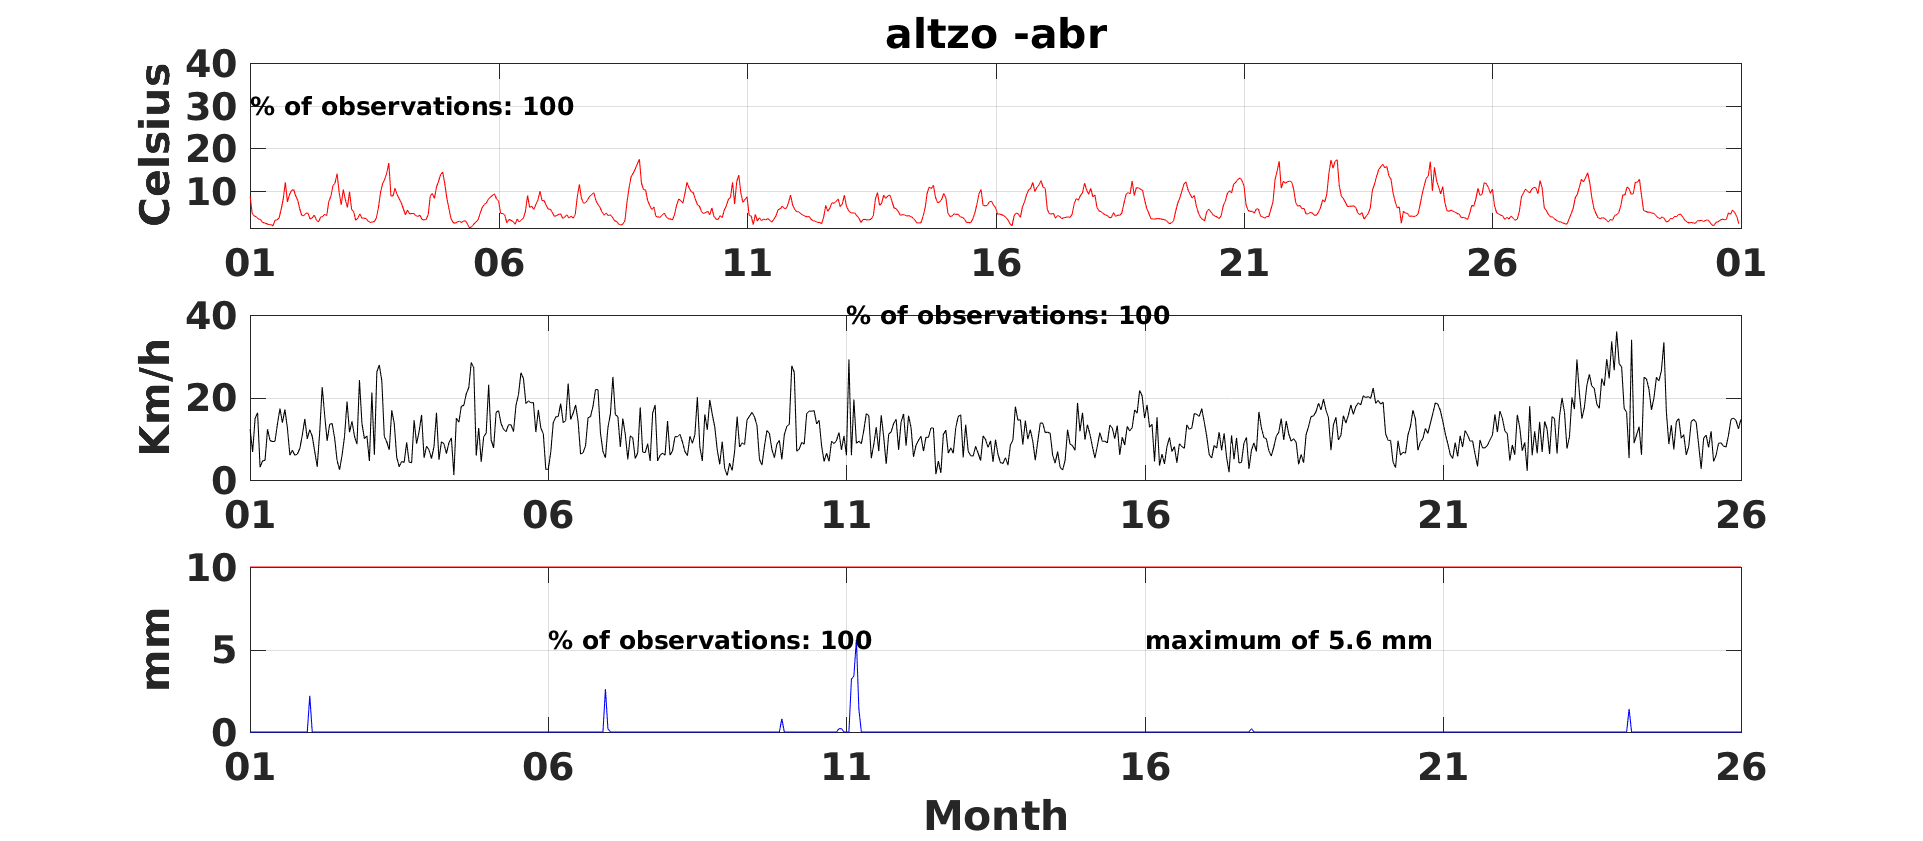 altzo -abr
Celsius
40
30
20
10
% of observations: 100
01 06 11 16 21 26 01
Km/h
40
20
0
% of observations: 100
01 06 11 16 21 26
mm
10
5
0
% of observations: 100 maximum of 5.6 mm
01 06 11 16 21 26
Month